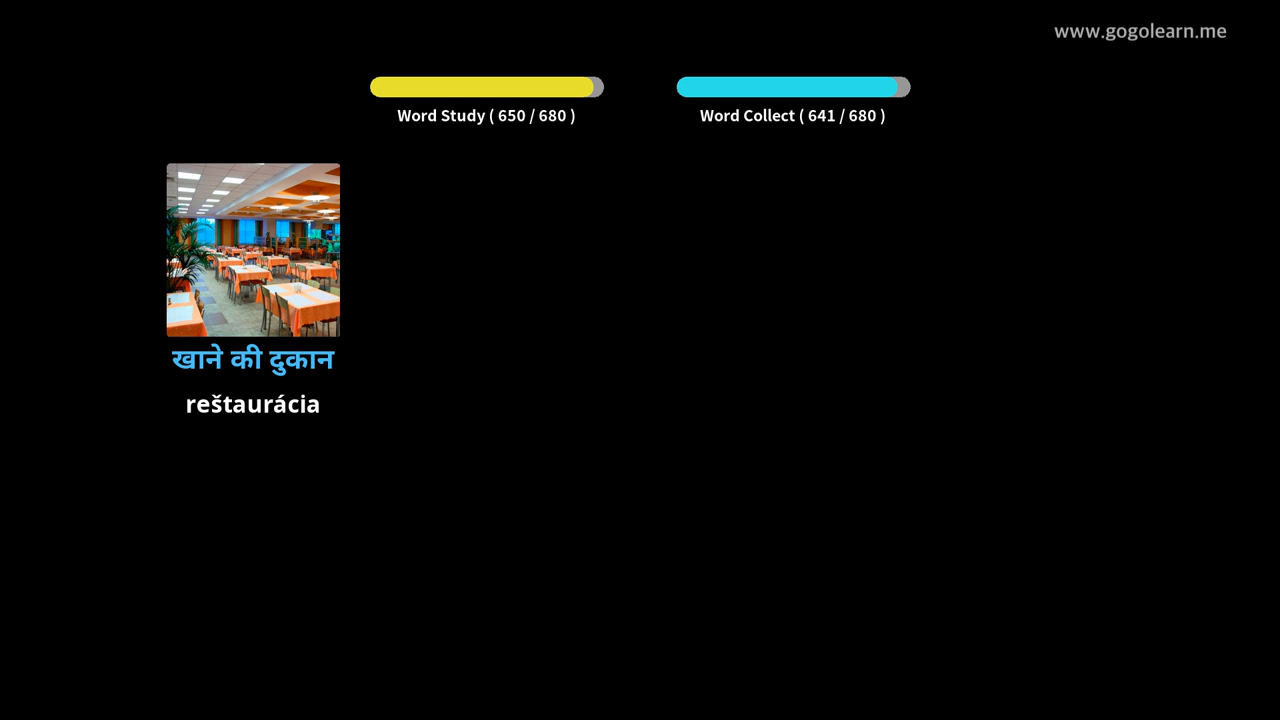 www.gogolearn.me
Word Study ( 650 / 680 )
Word Collect ( 641 / 680 )
खाने की दुकान
reštaurácia